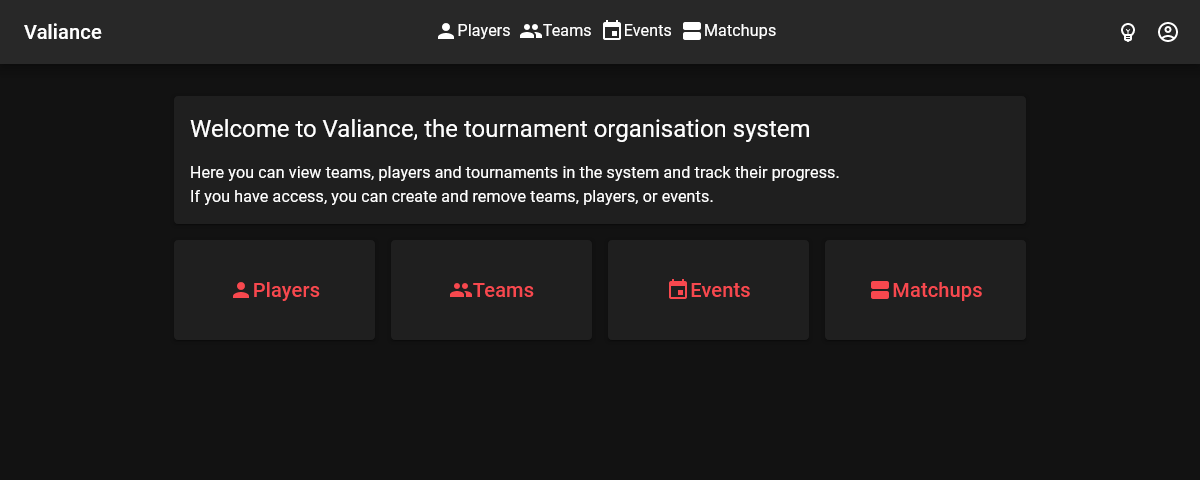 Valiance
Players Teams Events Matchups
Welcome to Valiance, the tournament organisation system
Here you can view teams, players and tournaments in the system and track their progress.
If you have access, you can create and remove teams, players, or events.
Players Teams Events Matchups